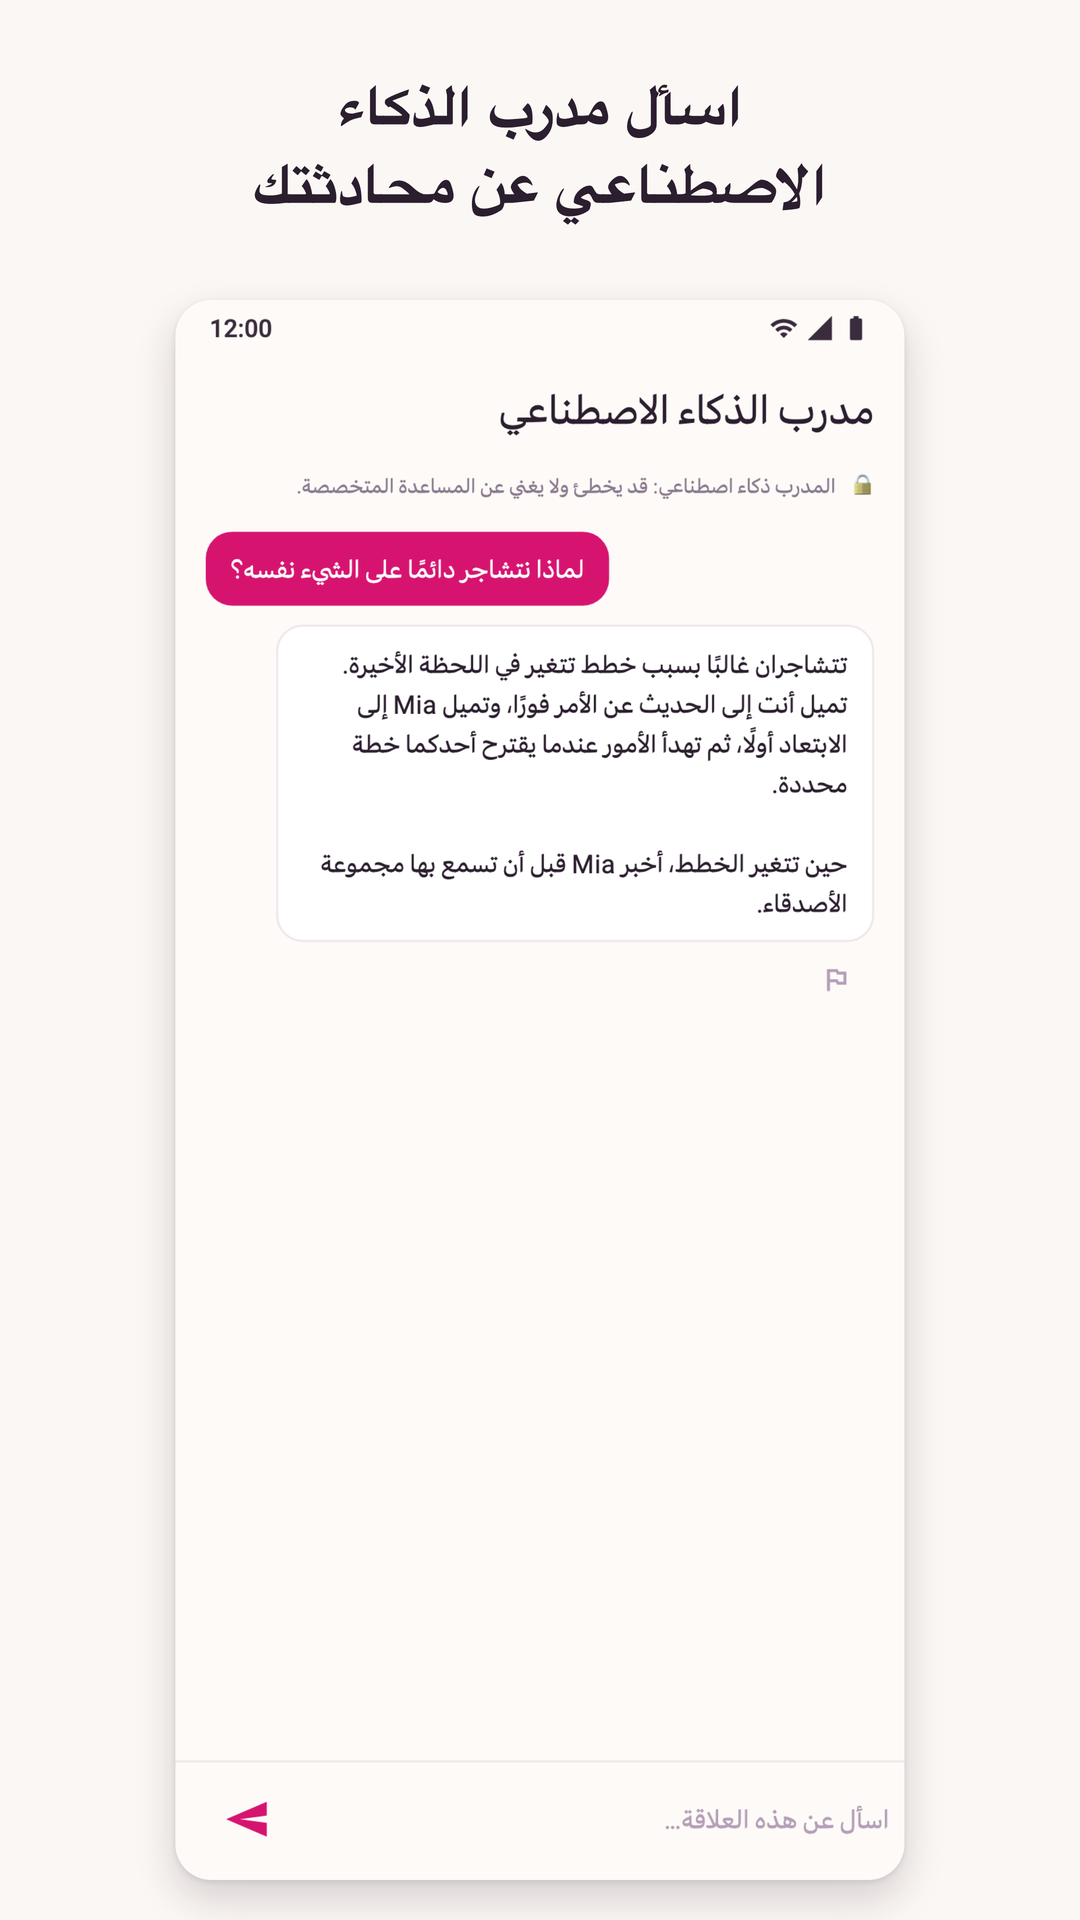 اسأل مدرب الذكاء
الاصطناعي عن محادثتك
12:00
مدرب الذكاء الاصطناعي
المدرب ذكاء اصطناعي: قد يخطئ ولا يغني عن المساعدة المتخصصة.
لماذا نتشاجر دائمًا على الشيء نفسه؟
تتشاجران غالبًا بسبب خطط تتغير في اللحظة الأخيرة.
تميل أنت إلى الحديث عن الأمر فورًا، وتميل Mia إلى
الابتعاد أولًا، ثم تهدأ الأمور عندما يقترح أحدكما خطة
محددة.
حين تتغير الخطط، أخبر Mia قبل أن تسمع بها مجموعة
الأصدقاء.
اسأل عن هذه العلاقة...